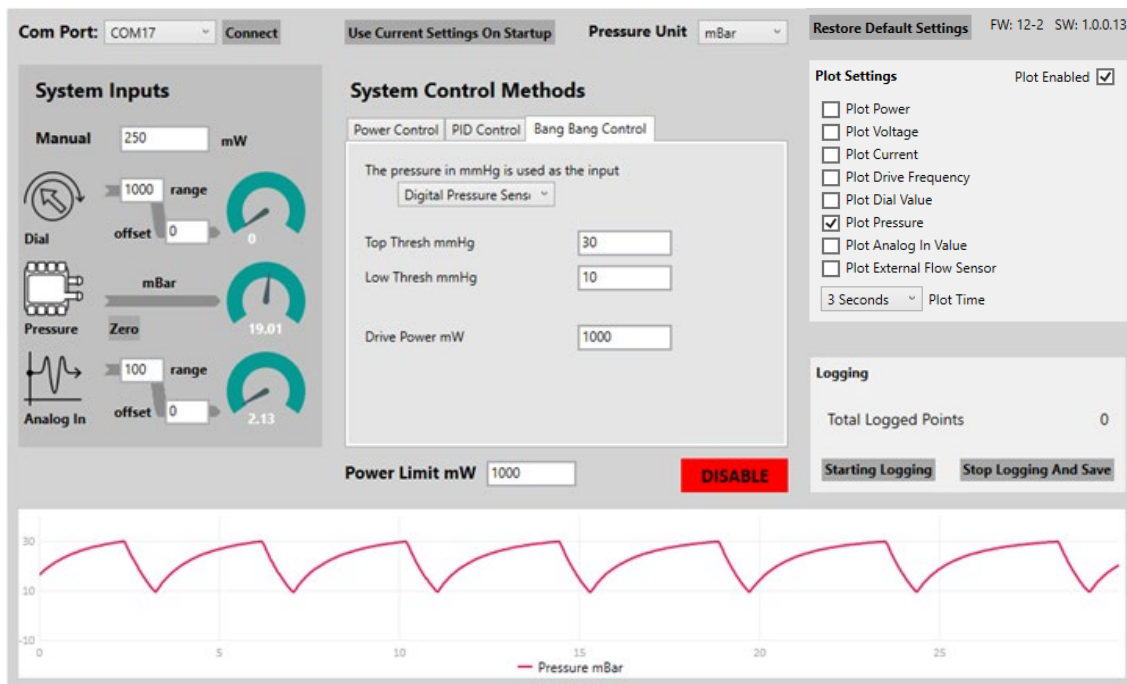 Com Port: COM17 Connect Use Current Settings On Startup Pressure Unit mBar Restore Default Settings FW: 12-2 SW: 1.0.0.13
System Inputs
Manual 250 mW
1000 range
offset 0
Dial
0
mBar
Pressure Zero
19.01
100 range
offset 0
Analog In
2.13
System Control Methods
Power Control PID Control Bang Bang Control
The pressure in mmHg is used as the input
Digital Pressure Sens
Top Thresh mmHg 30
Low Thresh mmHg 10
Drive Power mW 1000
Power Limit mW 1000 DISABLE
Plot Settings Plot Enabled
Plot Power
Plot Voltage
Plot Current
Plot Drive Frequency
Plot Dial Value
Plot Pressure
Plot Analog In Value
Plot External Flow Sensor
3 Seconds Plot Time
Logging
Total Logged Points 0
Starting Logging Stop Logging And Save
30
10
-10
0 5 10 15 20 25
Pressure mBar